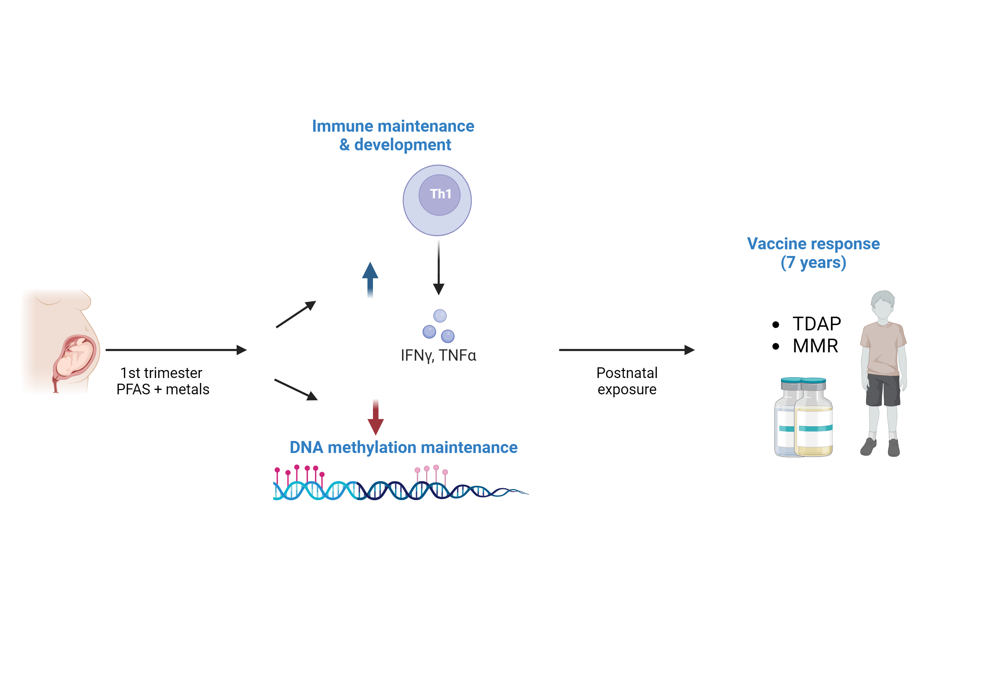 Immune maintenance
& development
Th1
IFNγ, TNFα
1st trimester
PFAS + metals
DNA methylation maintenance
Postnatal
exposure
Vaccine response
(7 years)
• TDAP
• MMR